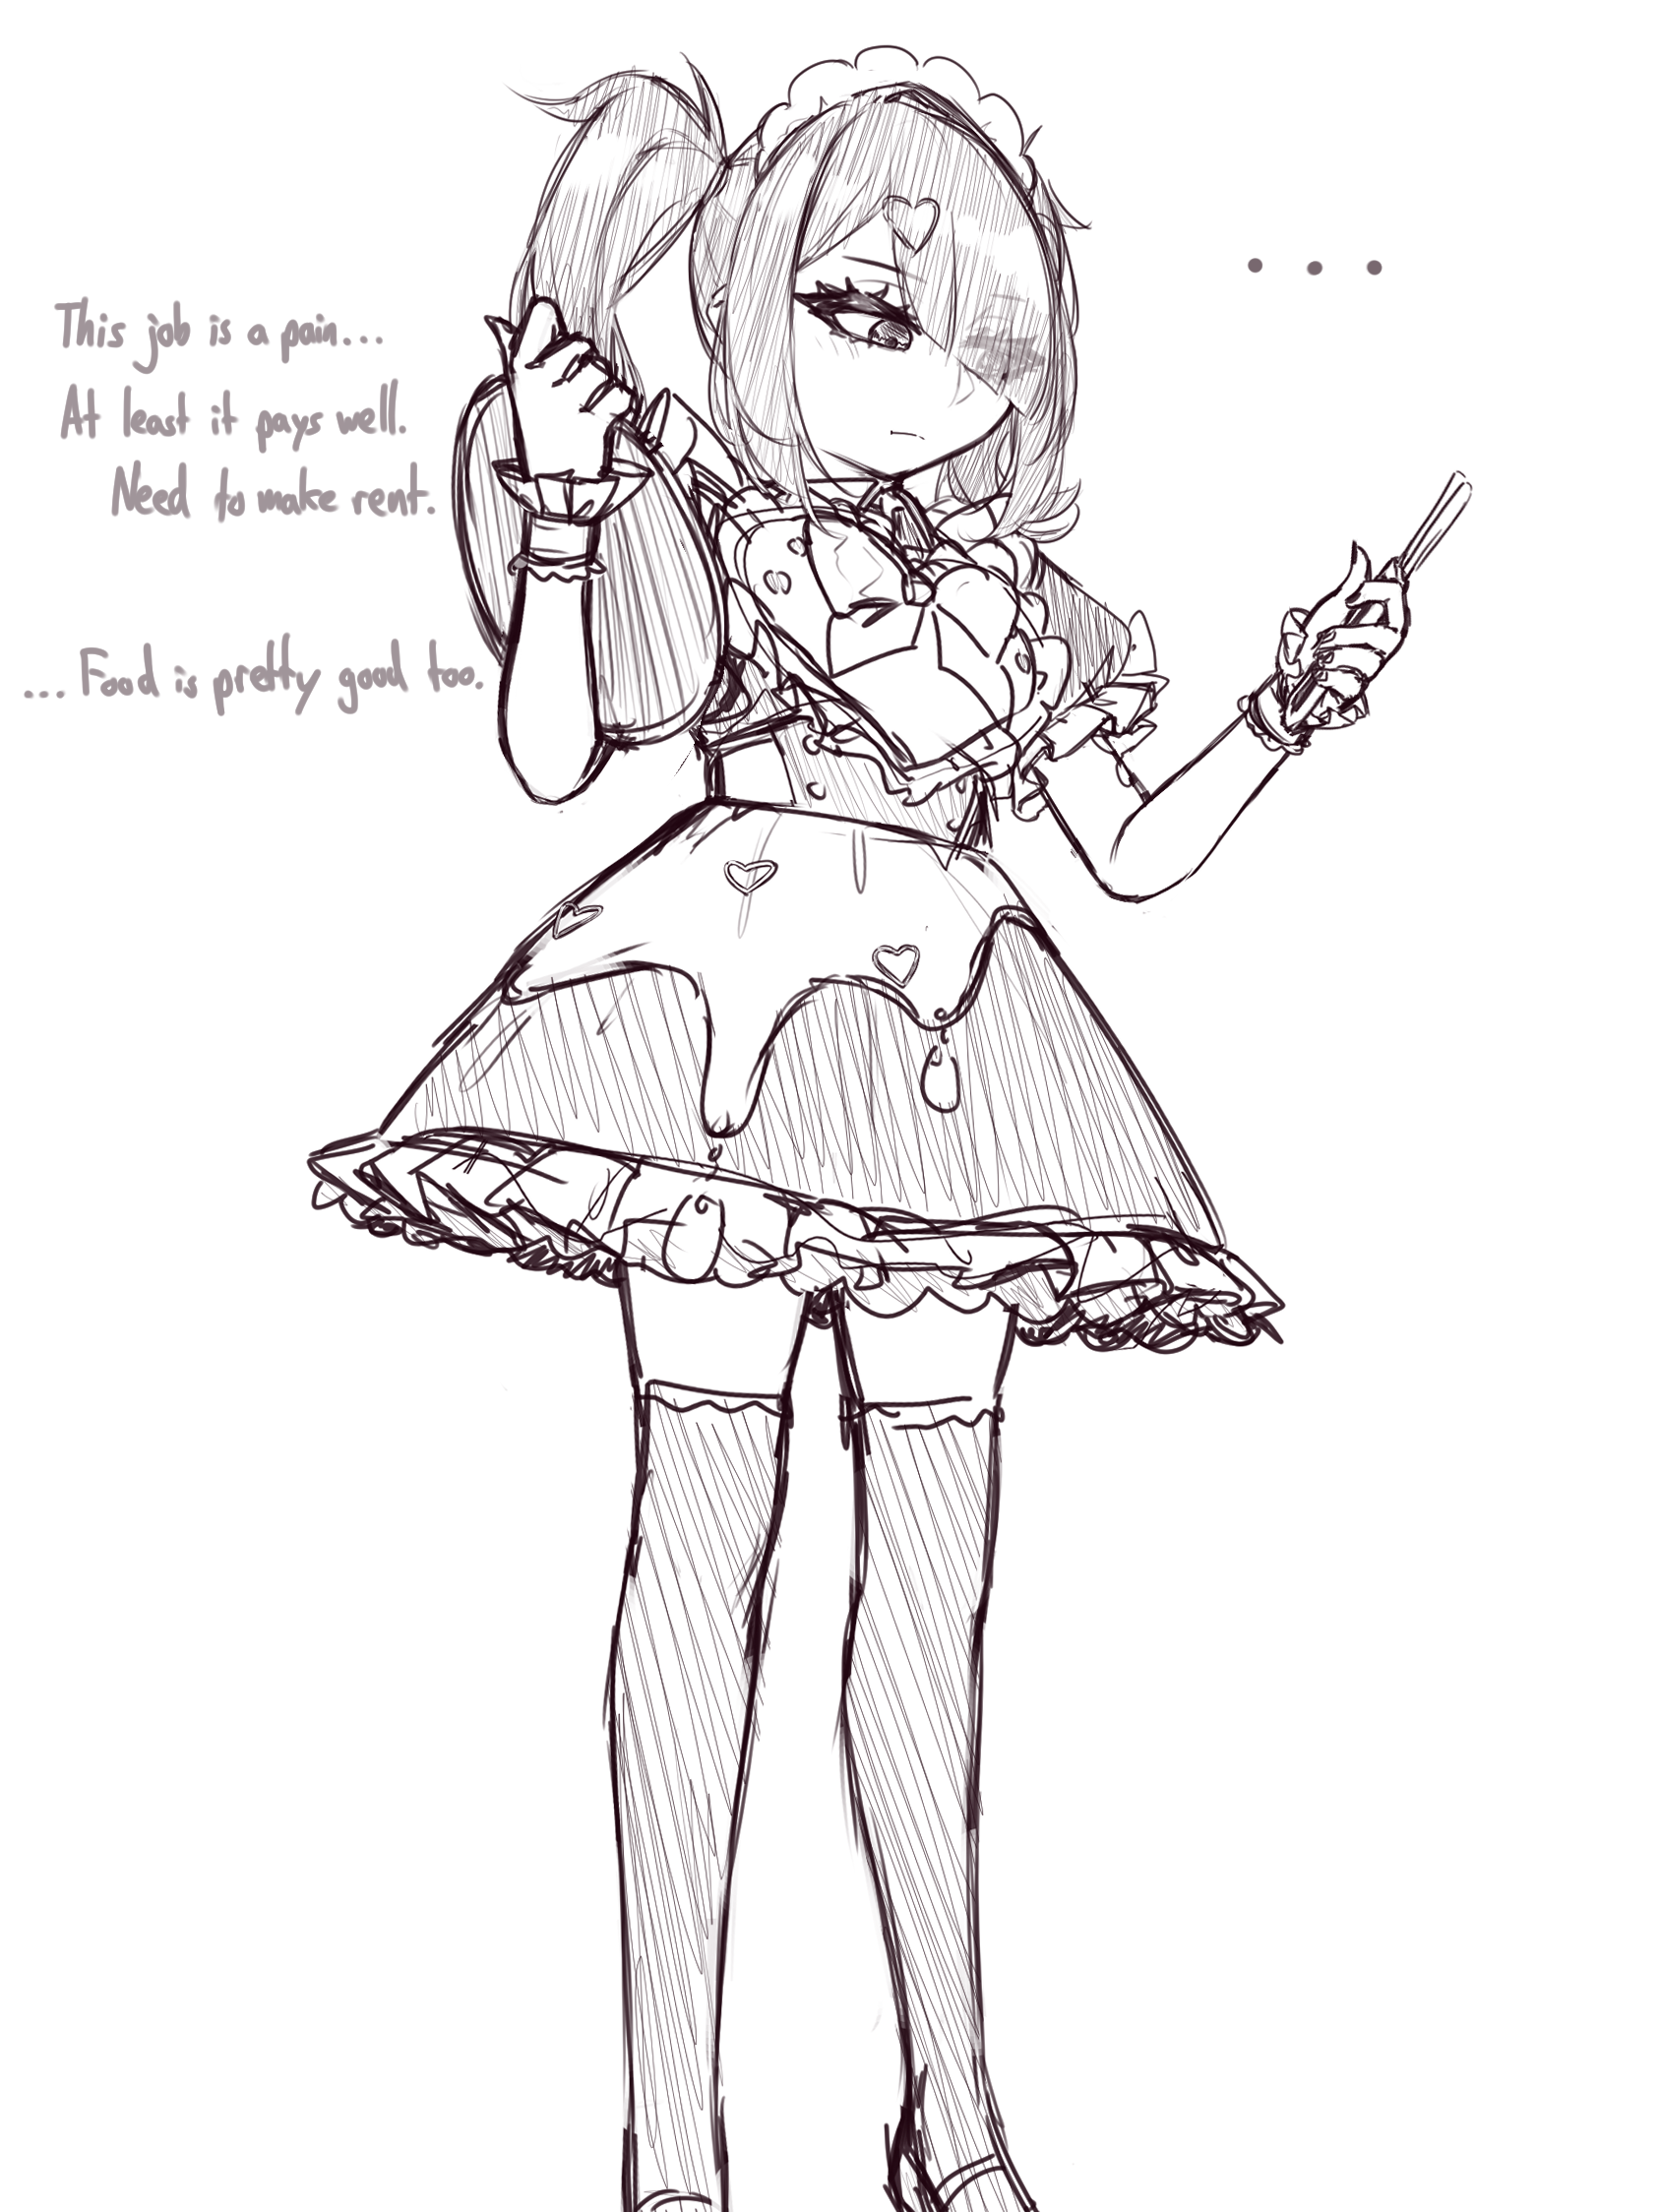 This job is a pain...
At least it pays well.
Need to make rent.
... Food is pretty good too.
...